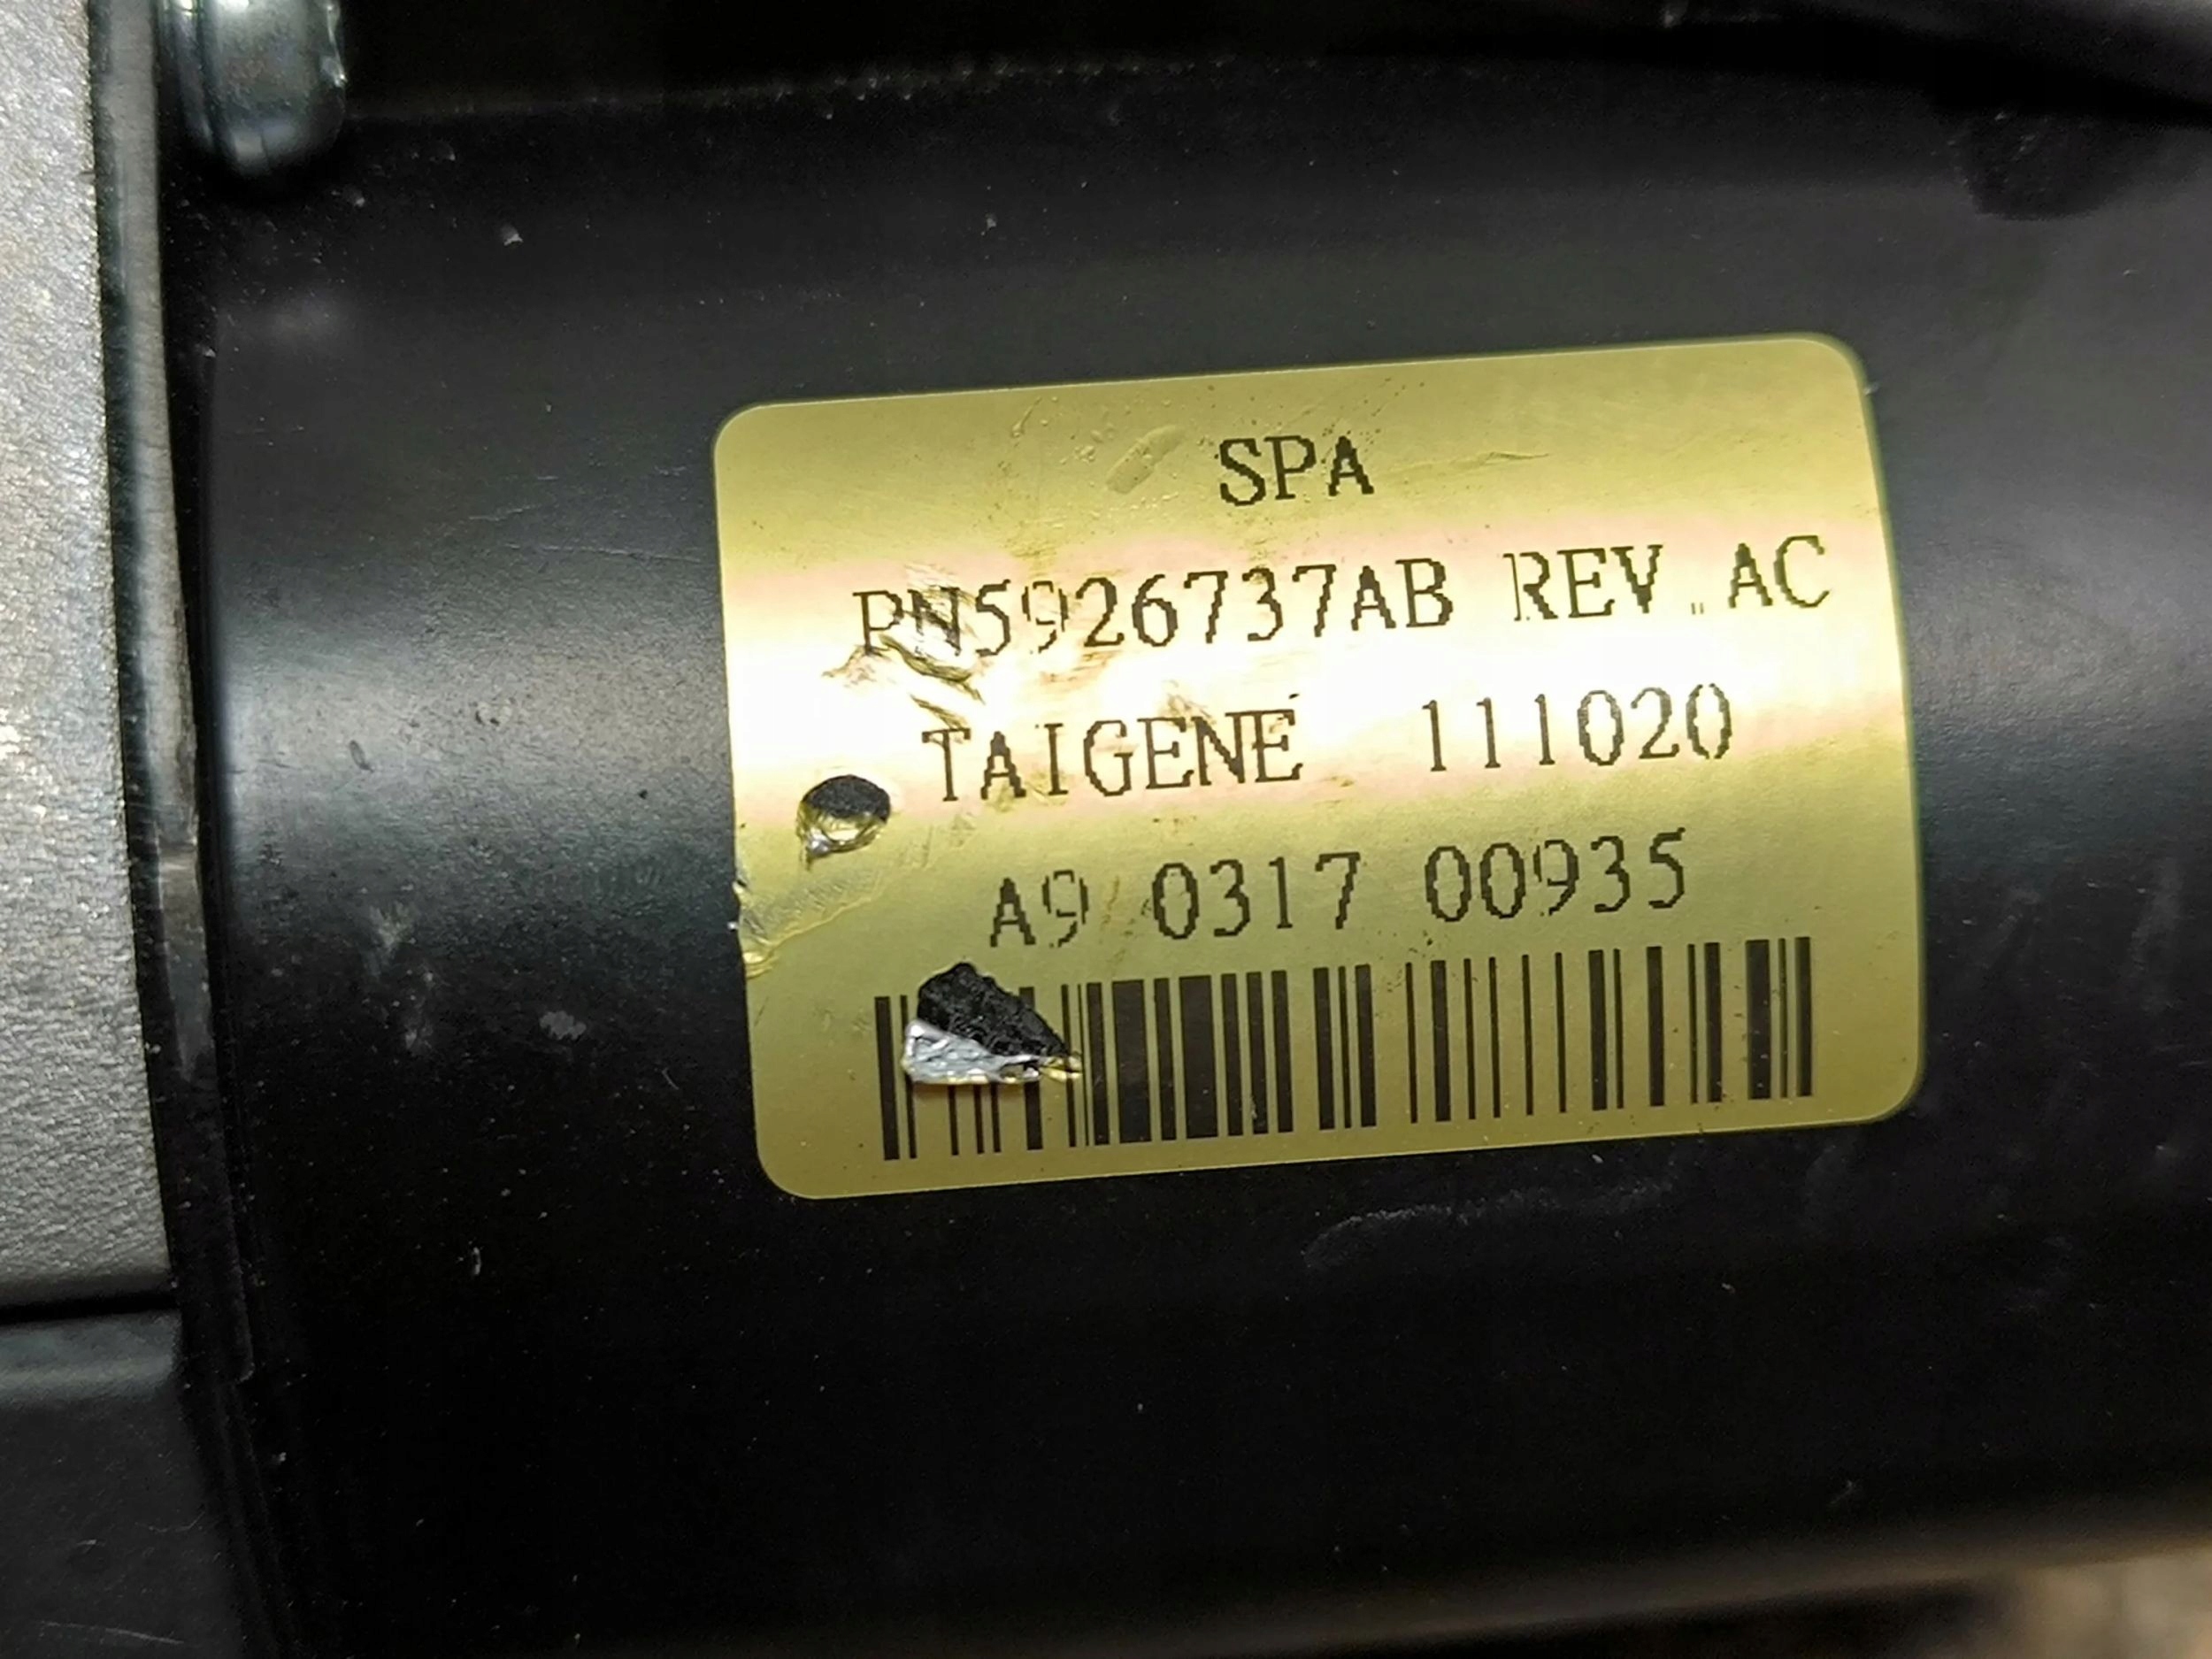 SPA
PN5926737AB REV. AC
TAIGENE 111020
A9 0317 00935